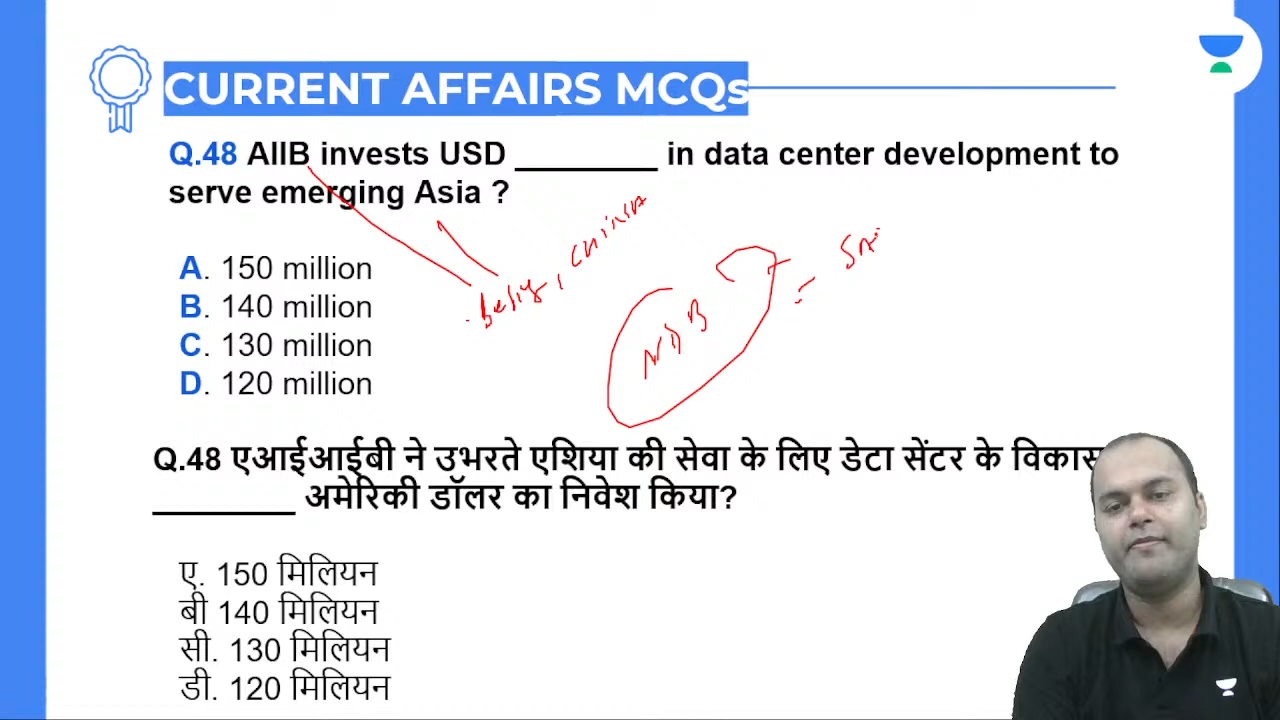 CURRENT AFFAIRS MCQs
Q.48 AIIB invests USD _________ in data center development to
serve emerging Asia ?
A. 150 million
B. 140 million
C. 130 million
D. 120 million
CHINA
NDB
Q.48 एआईआईबी ने उभरते एशिया की सेवा के लिए डेटा सेंटर के विकास
_________ अमेरिकी डॉलर का निवेश किया?
ए. 150 मिलियन
बी 140 मिलियन
सी. 130 मिलियन
डी. 120 मिलियन